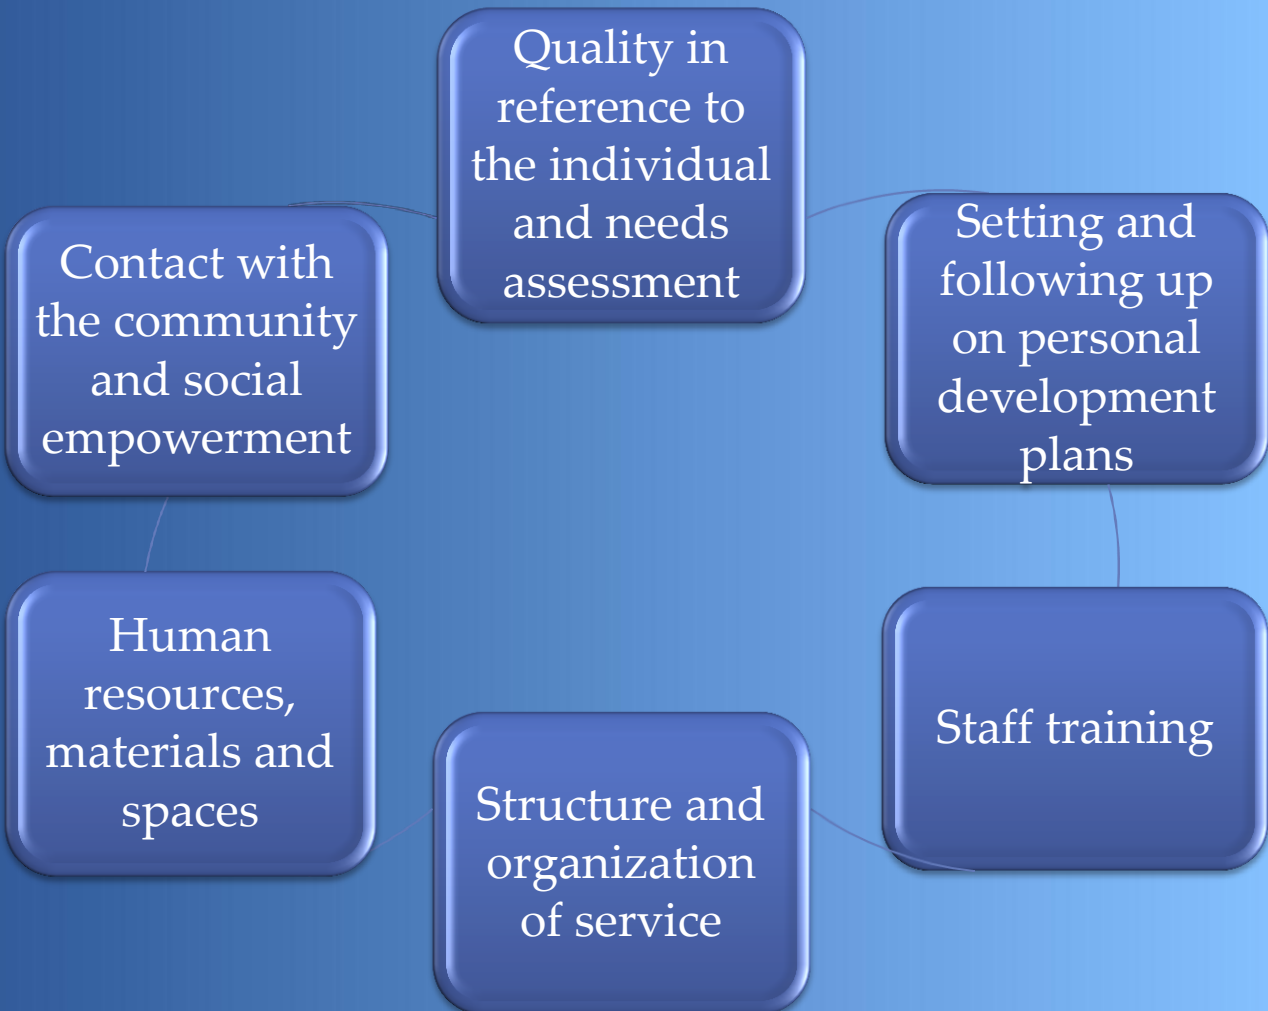 Quality in
reference to
the individual
and needs
assessment
Setting and
following up
on personal
development
plans
Staff training
Structure and
organization
of service
Human
resources,
materials and
spaces
Contact with
the community
and social
empowerment